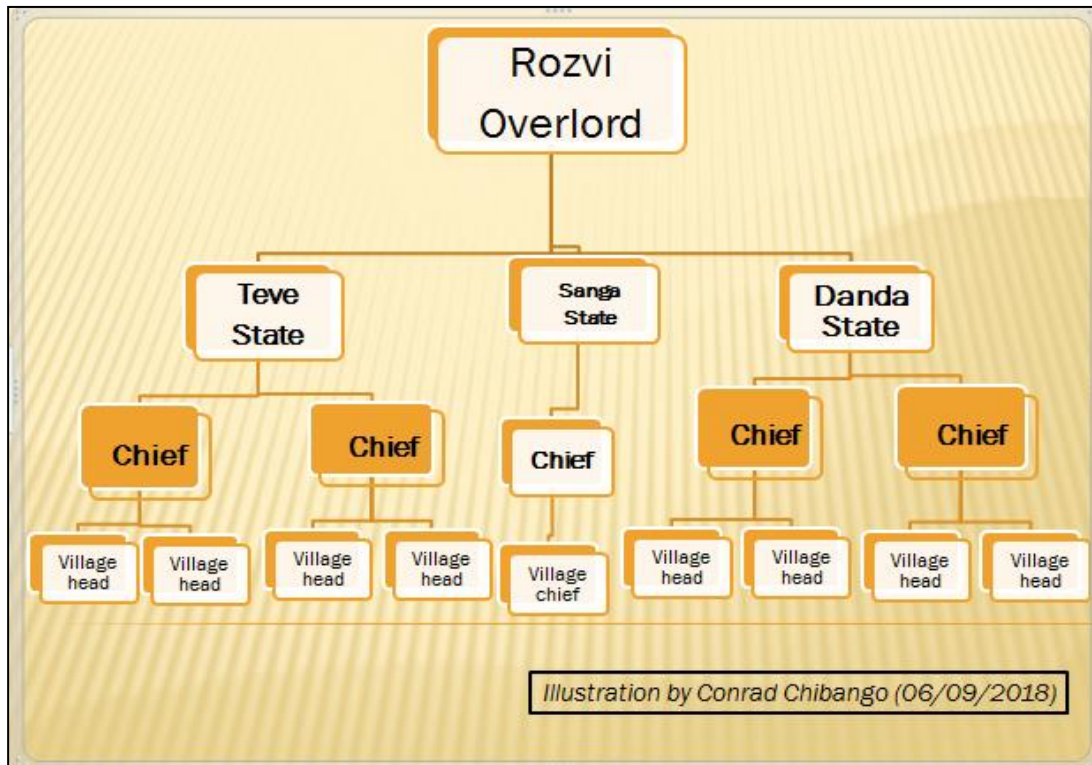 Rozvi
Overlord
Teve
State
Sanga
State
Danda
State
Chief
Chief
Chief
Chief
Chief
Village
head
Village
head
Village
head
Village
head
Village
chief
Village
head
Village
head
Village
head
Village
head
Illustration by Conrad Chibango (06/09/2018)